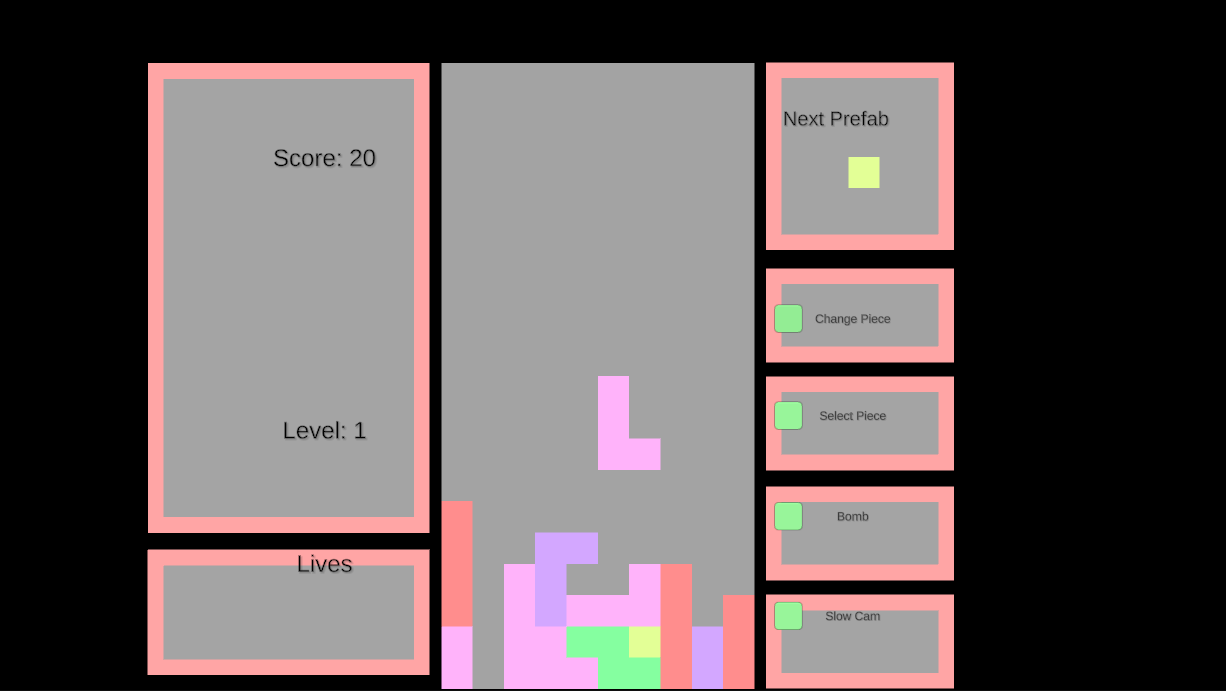 Score: 20
Level: 1
Lives
Next Prefab
Change Piece
Select Piece
Bomb
Slow Cam